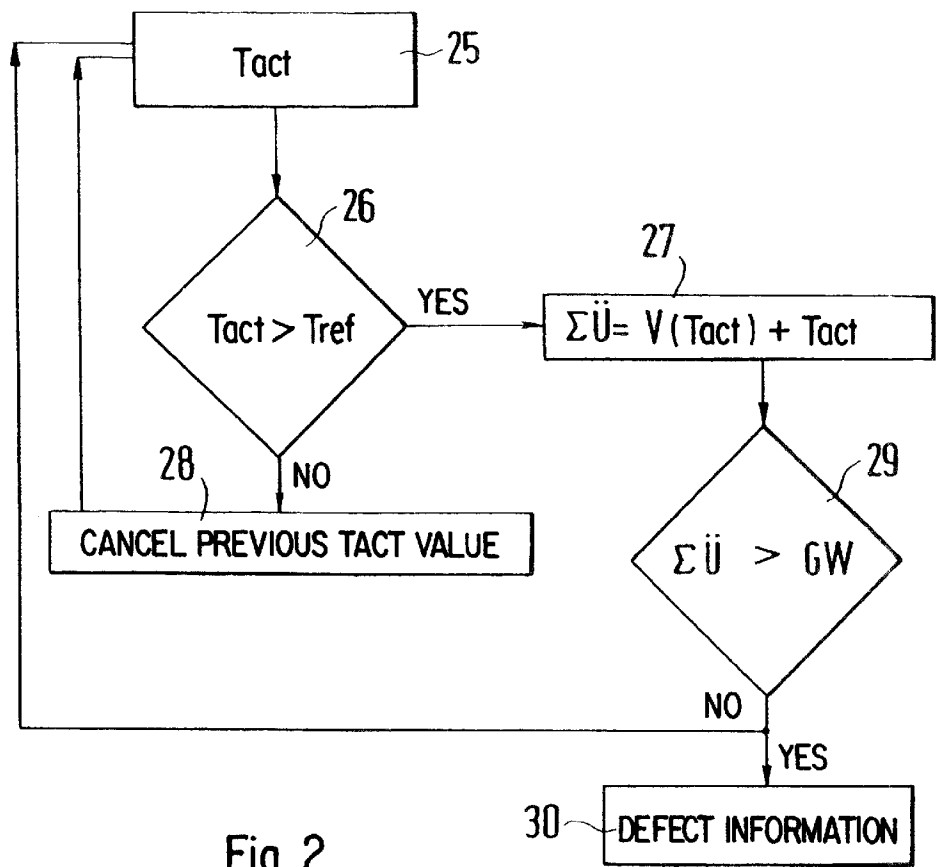 Tact
25
26
Tact > Tref
YES
27
ΣÜ= V(Tact) + Tact
NO
28
CANCEL PREVIOUS TACT VALUE
29
ΣÜ > GW
NO
YES
30
DEFECT INFORMATION
Fig. 2